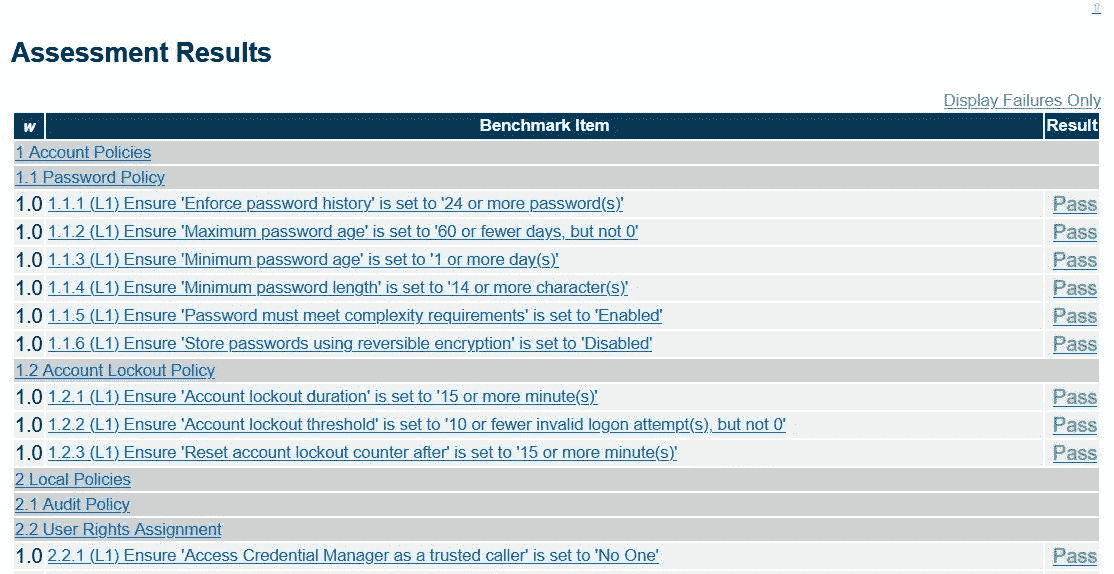 ⇧
Assessment Results
Display Failures Only
w Benchmark Item Result
1 Account Policies
1.1 Password Policy
1.0 1.1.1 (L1) Ensure 'Enforce password history' is set to '24 or more password(s)' Pass
1.0 1.1.2 (L1) Ensure 'Maximum password age' is set to '60 or fewer days, but not 0' Pass
1.0 1.1.3 (L1) Ensure 'Minimum password age' is set to '1 or more day(s)' Pass
1.0 1.1.4 (L1) Ensure 'Minimum password length' is set to '14 or more character(s)' Pass
1.0 1.1.5 (L1) Ensure 'Password must meet complexity requirements' is set to 'Enabled' Pass
1.0 1.1.6 (L1) Ensure 'Store passwords using reversible encryption' is set to 'Disabled' Pass
1.2 Account Lockout Policy
1.0 1.2.1 (L1) Ensure 'Account lockout duration' is set to '15 or more minute(s)' Pass
1.0 1.2.2 (L1) Ensure 'Account lockout threshold' is set to '10 or fewer invalid logon attempt(s), but not 0' Pass
1.0 1.2.3 (L1) Ensure 'Reset account lockout counter after' is set to '15 or more minute(s)' Pass
2 Local Policies
2.1 Audit Policy
2.2 User Rights Assignment
1.0 2.2.1 (L1) Ensure 'Access Credential Manager as a trusted caller' is set to 'No One' Pass